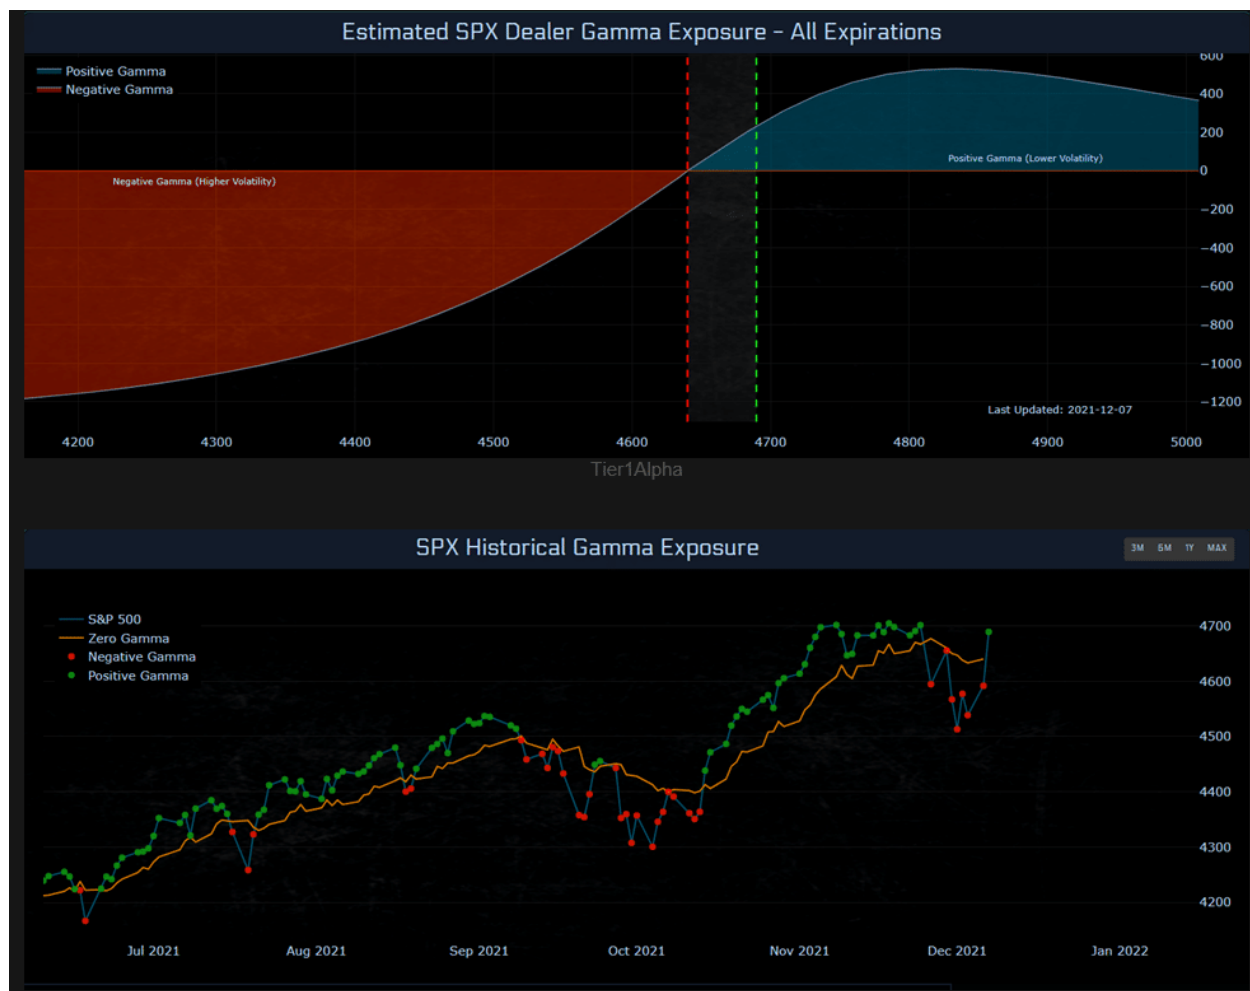 Estimated SPX Dealer Gamma Exposure - All Expirations
Positive Gamma
Negative Gamma
600
400
200
0
−200
−400
−600
−800
−1000
−1200
Negative Gamma (Higher Volatility)
Positive Gamma (Lower Volatility)
Last Updated: 2021-12-07
4200 4300 4400 4500 4600 4700 4800 4900 5000
Tier1Alpha
SPX Historical Gamma Exposure
3M 6M 1Y MAX
S&P 500
Zero Gamma
Negative Gamma
Positive Gamma
4700
4600
4500
4400
4300
4200
Jul 2021 Aug 2021 Sep 2021 Oct 2021 Nov 2021 Dec 2021 Jan 2022